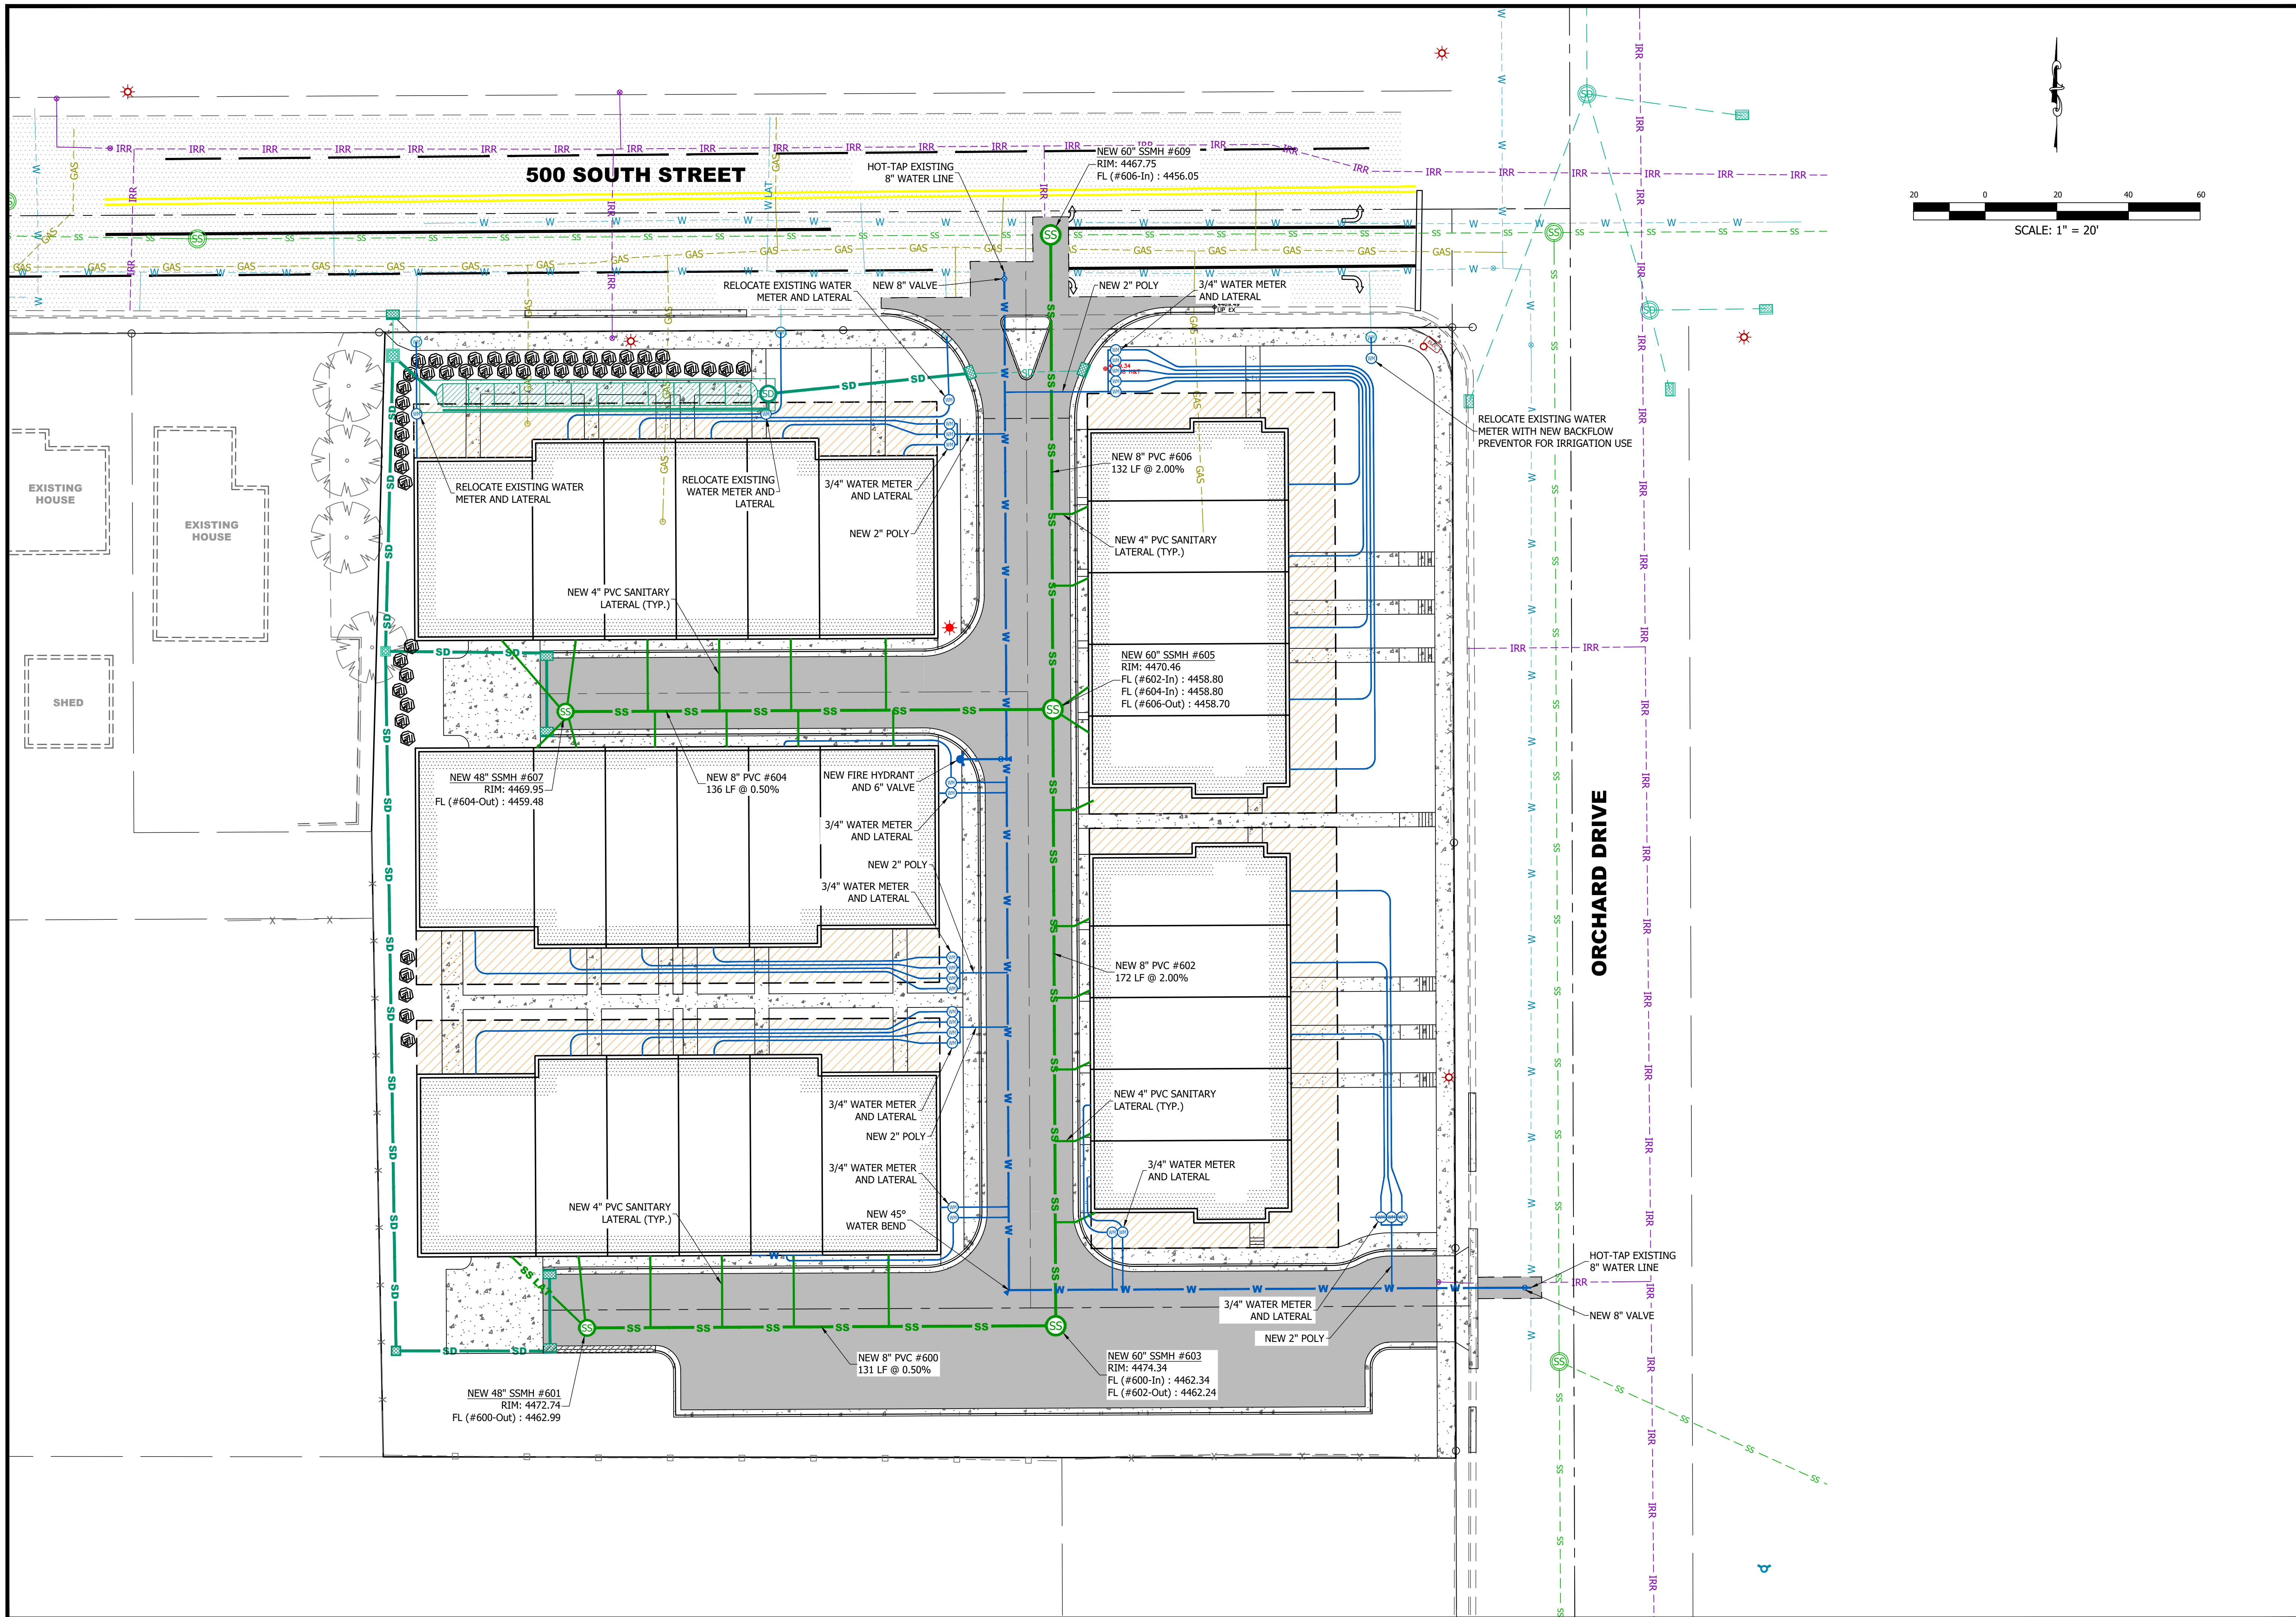 500 SOUTH STREET
ORCHARD DRIVE
20 0 20 40 60
SCALE: 1" = 20'
HOT-TAP EXISTING
8" WATER LINE
NEW 60" SSMH #609
RIM: 4467.75
FL (#606-In) : 4456.05
RELOCATE EXISTING WATER
METER AND LATERAL
NEW 8" VALVE
NEW 2" POLY
3/4" WATER METER
AND LATERAL
RELOCATE EXISTING WATER
METER WITH NEW BACKFLOW
PREVENTOR FOR IRRIGATION USE
NEW 8" PVC #606
132 LF @ 2.00%
RELOCATE EXISTING WATER
METER AND LATERAL
RELOCATE EXISTING
WATER METER AND
LATERAL
3/4" WATER METER
AND LATERAL
NEW 2" POLY
EXISTING
HOUSE
EXISTING
HOUSE
SHED
NEW 4" PVC SANITARY
LATERAL (TYP.)
NEW 4" PVC SANITARY
LATERAL (TYP.)
NEW 60" SSMH #605
RIM: 4470.46
FL (#602-In) : 4458.80
FL (#604-In) : 4458.80
FL (#606-Out) : 4458.70
NEW 48" SSMH #607
RIM: 4469.95
FL (#604-Out) : 4459.48
NEW 8" PVC #604
136 LF @ 0.50%
NEW FIRE HYDRANT
AND 6" VALVE
3/4" WATER METER
AND LATERAL
NEW 2" POLY
3/4" WATER METER
AND LATERAL
NEW 8" PVC #602
172 LF @ 2.00%
3/4" WATER METER
AND LATERAL
NEW 2" POLY
NEW 4" PVC SANITARY
LATERAL (TYP.)
3/4" WATER METER
AND LATERAL
3/4" WATER METER
AND LATERAL
NEW 4" PVC SANITARY
LATERAL (TYP.)
NEW 45°
WATER BEND
HOT-TAP EXISTING
8" WATER LINE
NEW 8" VALVE
3/4" WATER METER
AND LATERAL
NEW 2" POLY
SS LAT
NEW 8" PVC #600
131 LF @ 0.50%
NEW 60" SSMH #603
RIM: 4474.34
FL (#600-In) : 4462.34
FL (#602-Out) : 4462.24
NEW 48" SSMH #601
RIM: 4472.74
FL (#600-Out) : 4462.99
W LAT
IRR
GAS
SS
SD
W
WM